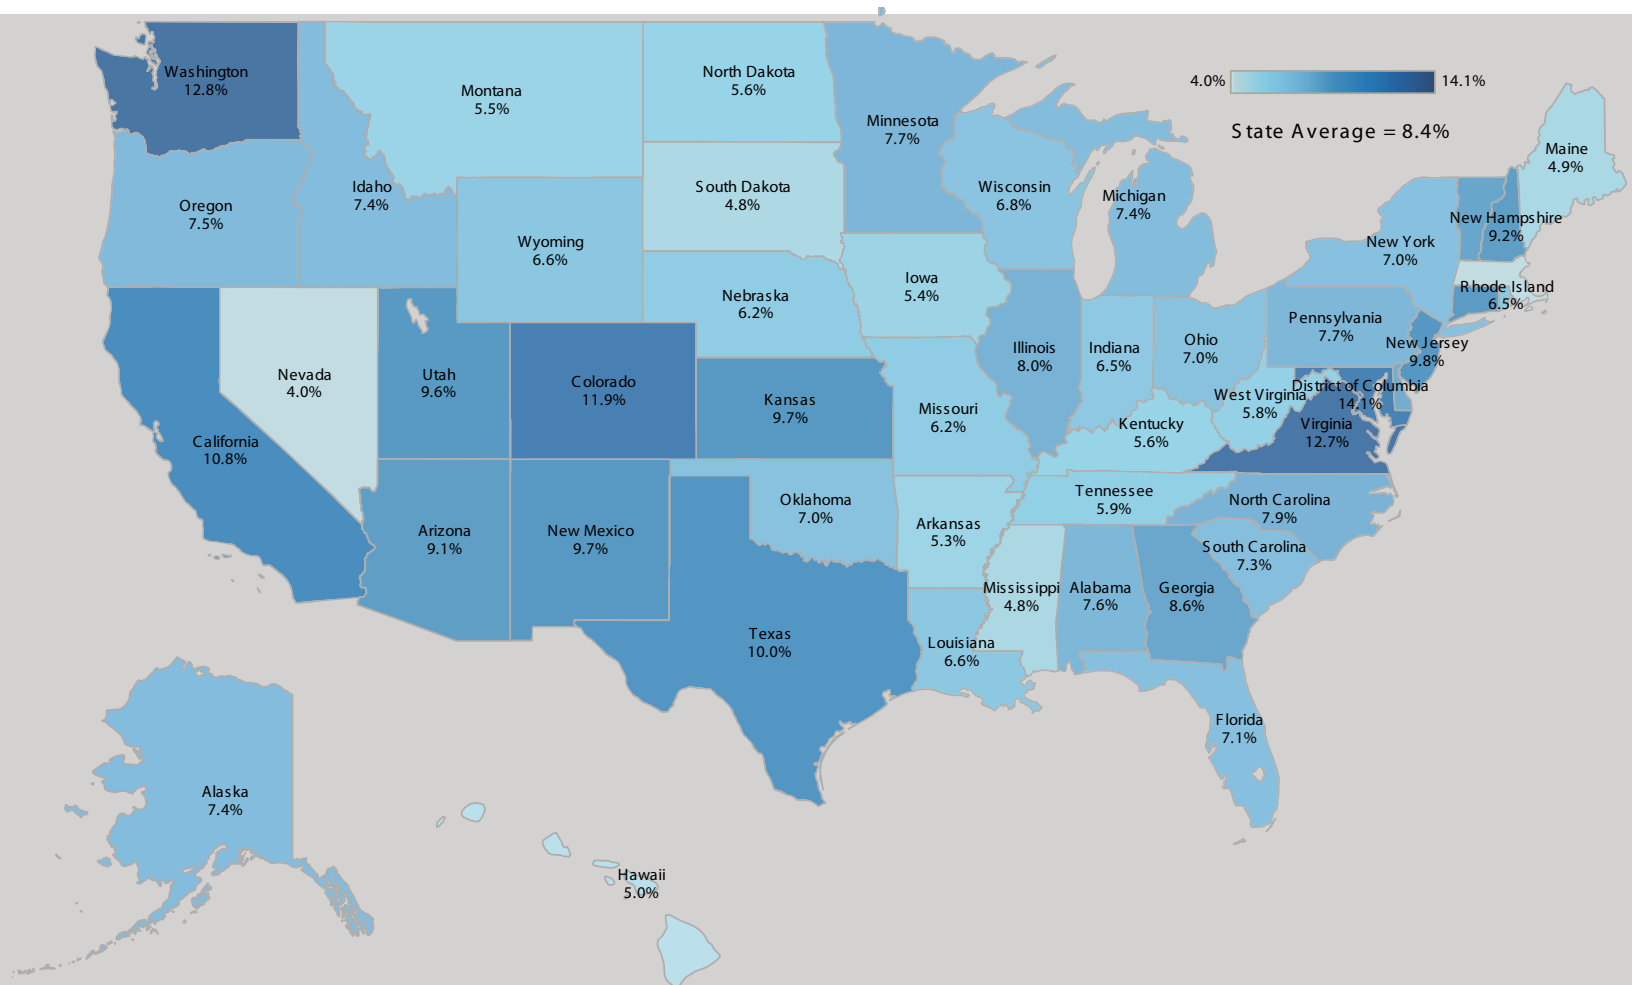 4.0%
14.1%
State Average = 8.4%
Washington
12.8%
Montana
5.5%
North Dakota
5.6%
Minnesota
7.7%
Maine
4.9%
Oregon
7.5%
Idaho
7.4%
South Dakota
4.8%
Wisconsin
6.8%
Michigan
7.4%
New Hampshire
9.2%
New York
7.0%
Wyoming
6.6%
Iowa
5.4%
Rhode Island
6.5%
Nebraska
6.2%
Pennsylvania
7.7%
New Jersey
9.8%
Illinois
8.0%
Indiana
6.5%
Ohio
7.0%
Nevada
4.0%
Utah
9.6%
Colorado
11.9%
Kansas
9.7%
Missouri
6.2%
West Virginia
5.8%
District of Columbia
14.1%
Virginia
12.7%
Kentucky
5.6%
California
10.8%
Tennessee
5.9%
North Carolina
7.9%
Oklahoma
7.0%
Arkansas
5.3%
Arizona
9.1%
New Mexico
9.7%
South Carolina
7.3%
Mississippi
4.8%
Alabama
7.6%
Georgia
8.6%
Texas
10.0%
Louisiana
6.6%
Florida
7.1%
Alaska
7.4%
Hawaii
5.0%